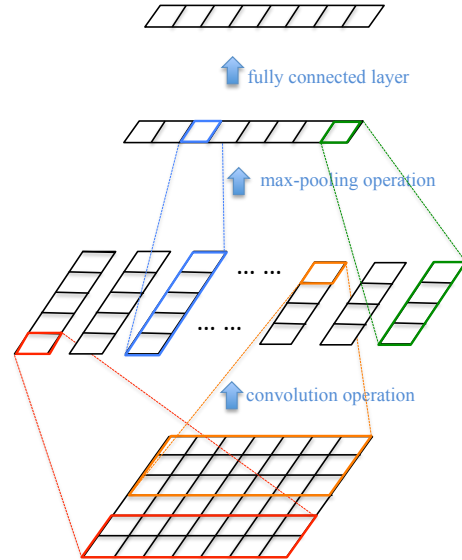 fully connected layer
max-pooling operation
... ...
... ...
convolution operation